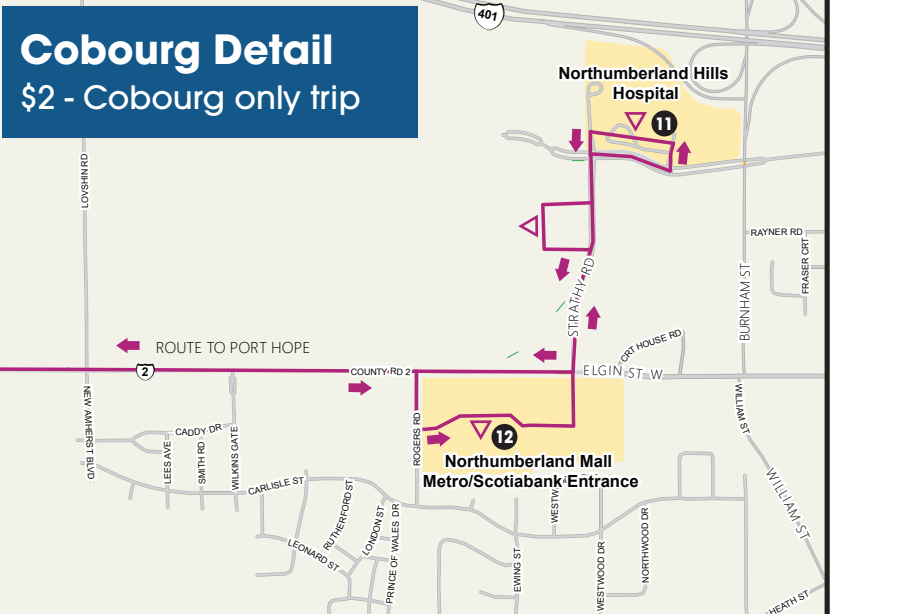 401
Cobourg Detail
$2 - Cobourg only trip
Northumberland Hills
Hospital
11
LOVSHIN RD
RAYNER RD
FRASER CRT
STRATHY RD
BURNHAM ST
CRT HOUSE RD
ROUTE TO PORT HOPE
2
COUNTY RD 2
ELGIN ST W
NEW AMHERST BLVD
CADDY DR
LEES AVE
SMITH RD
WILKINS GATE
ROGERS RD
12
Northumberland Mall
Metro/Scotiabank Entrance
WILLIAM ST
WILLIAM ST
CARLISLE ST
RUTHERFORD ST
LONDON ST
PRINCE OF WALES DR
LEONARD ST
EWING ST
WESTW
WESTWOOD DR
NORTHWOOD DR
HEATH ST